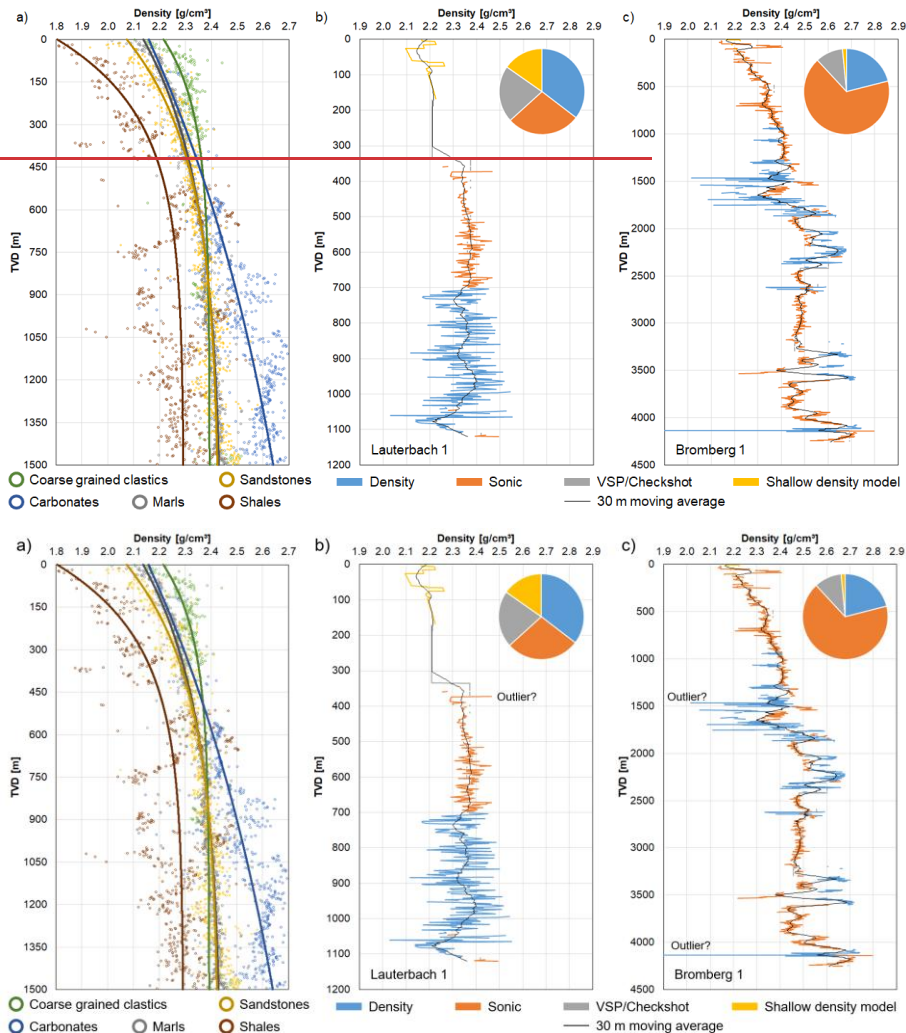 a)
Density [g/cm³]
1.8 1.9 2.0 2.1 2.2 2.3 2.4 2.5 2.6 2.7
0
150
300
450
600
750
900
1050
1200
1350
1500
TVD [m]
Coarse grained clastics
Sandstones
Carbonates
Marls
Shales
b)
Density [g/cm³]
1.9 2.1 2.3 2.5 2.7 2.9
0
100
200
300
400
500
600
700
800
900
1000
1100
1200
TVD [m]
Lauterbach 1
c)
Density [g/cm³]
1.9 2.0 2.1 2.2 2.3 2.4 2.5 2.6 2.7 2.8 2.9
0
500
1000
1500
2000
2500
3000
3500
4000
4500
TVD [m]
Bromberg 1
Density
Sonic
VSP/Checkshot
Shallow density model
30 m moving average
a)
Density [g/cm³]
1.8 1.9 2.0 2.1 2.2 2.3 2.4 2.5 2.6 2.7
0
150
300
450
600
750
900
1050
1200
1350
1500
TVD [m]
Coarse grained clastics
Sandstones
Carbonates
Marls
Shales
b)
Density [g/cm³]
1.9 2.0 2.1 2.2 2.3 2.4 2.5 2.6 2.7 2.8 2.9
0
100
200
300
400
500
600
700
800
900
1000
1100
1200
TVD [m]
Outlier?
Lauterbach 1
c)
Density [g/cm³]
1.9 2.0 2.1 2.2 2.3 2.4 2.5 2.6 2.7 2.8 2.9
0
500
1000
1500
2000
2500
3000
3500
4000
4500
TVD [m]
Outlier?
Outlier?
Bromberg 1
Density
Sonic
VSP/Checkshot
Shallow density model
30 m moving average